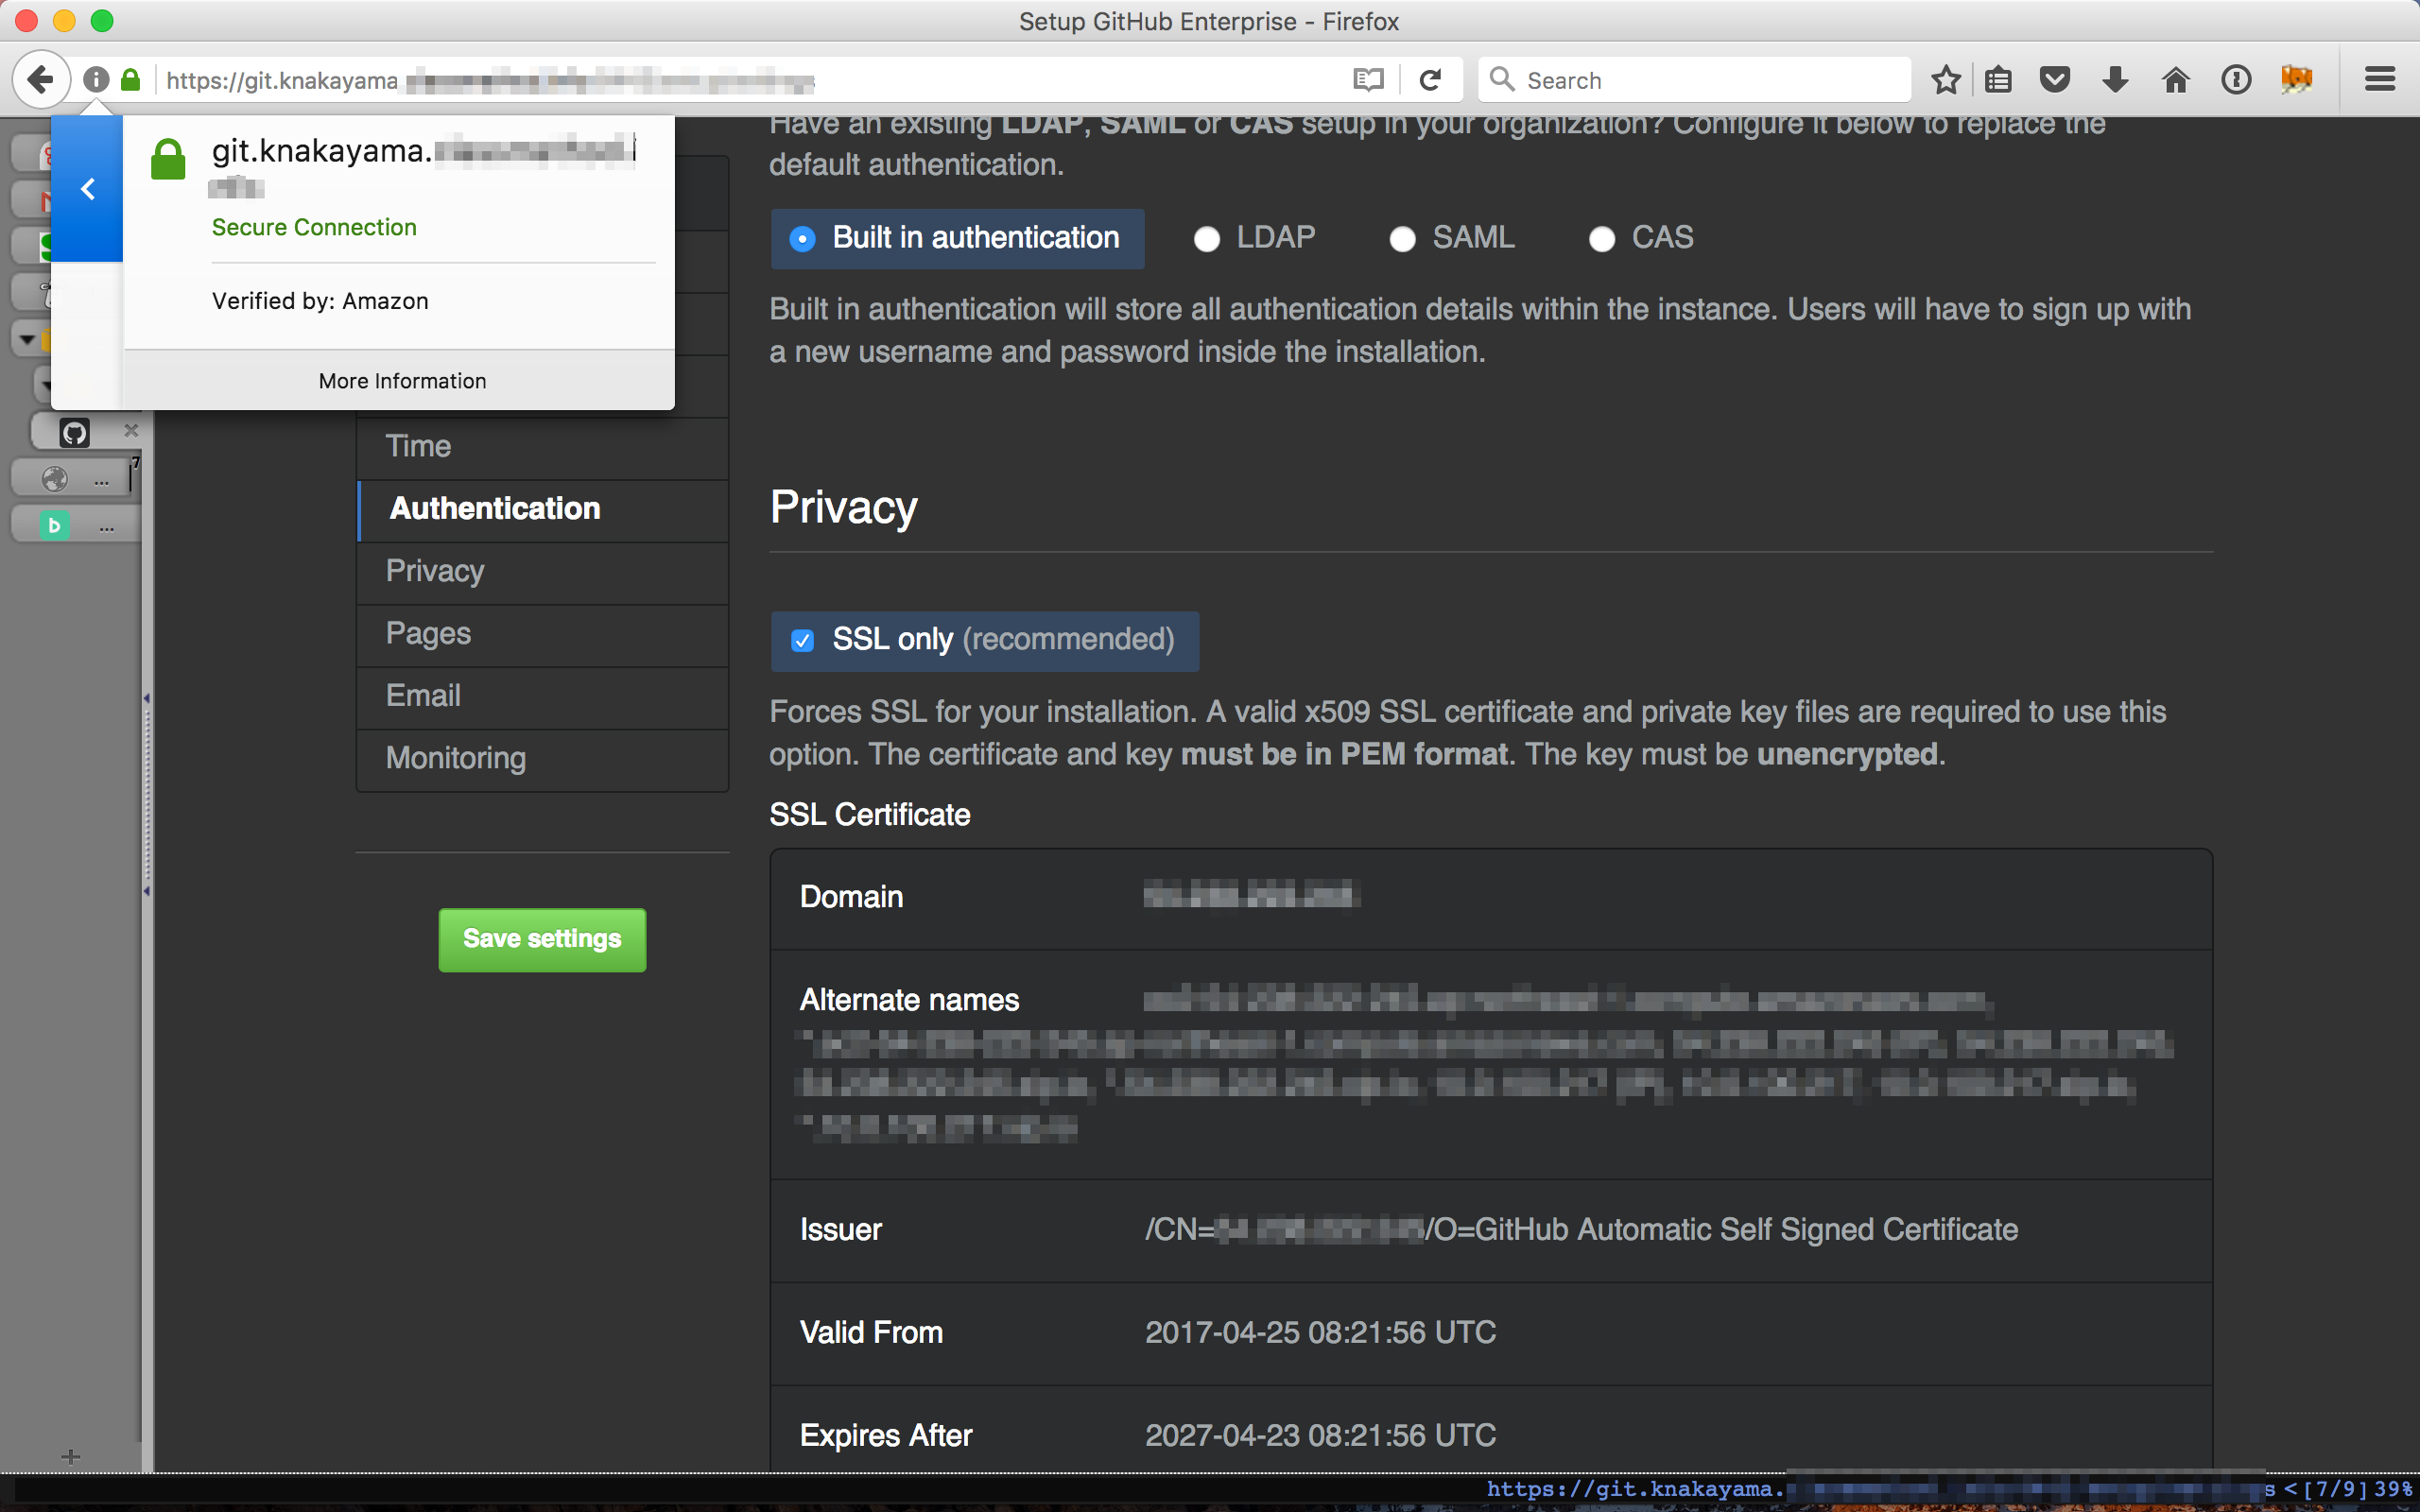 Setup GitHub Enterprise - Firefox
https://git.knakayama.
Search
git.knakayama.
Secure Connection
Verified by: Amazon
More Information
Have an existing LDAP, SAML or CAS setup in your organization? Configure it below to replace the
default authentication.
Built in authentication LDAP SAML CAS
Built in authentication will store all authentication details within the instance. Users will have to sign up with
a new username and password inside the installation.
Time
Authentication
Privacy
Pages
Email
Monitoring
Save settings
Privacy
SSL only (recommended)
Forces SSL for your installation. A valid x509 SSL certificate and private key files are required to use this
option. The certificate and key must be in PEM format. The key must be unencrypted.
SSL Certificate
Domain
Alternate names
Issuer /CN= /O=GitHub Automatic Self Signed Certificate
Valid From 2017-04-25 08:21:56 UTC
Expires After 2027-04-23 08:21:56 UTC
7
...
b ...
https://git.knakayama. s <[7/9] 39%